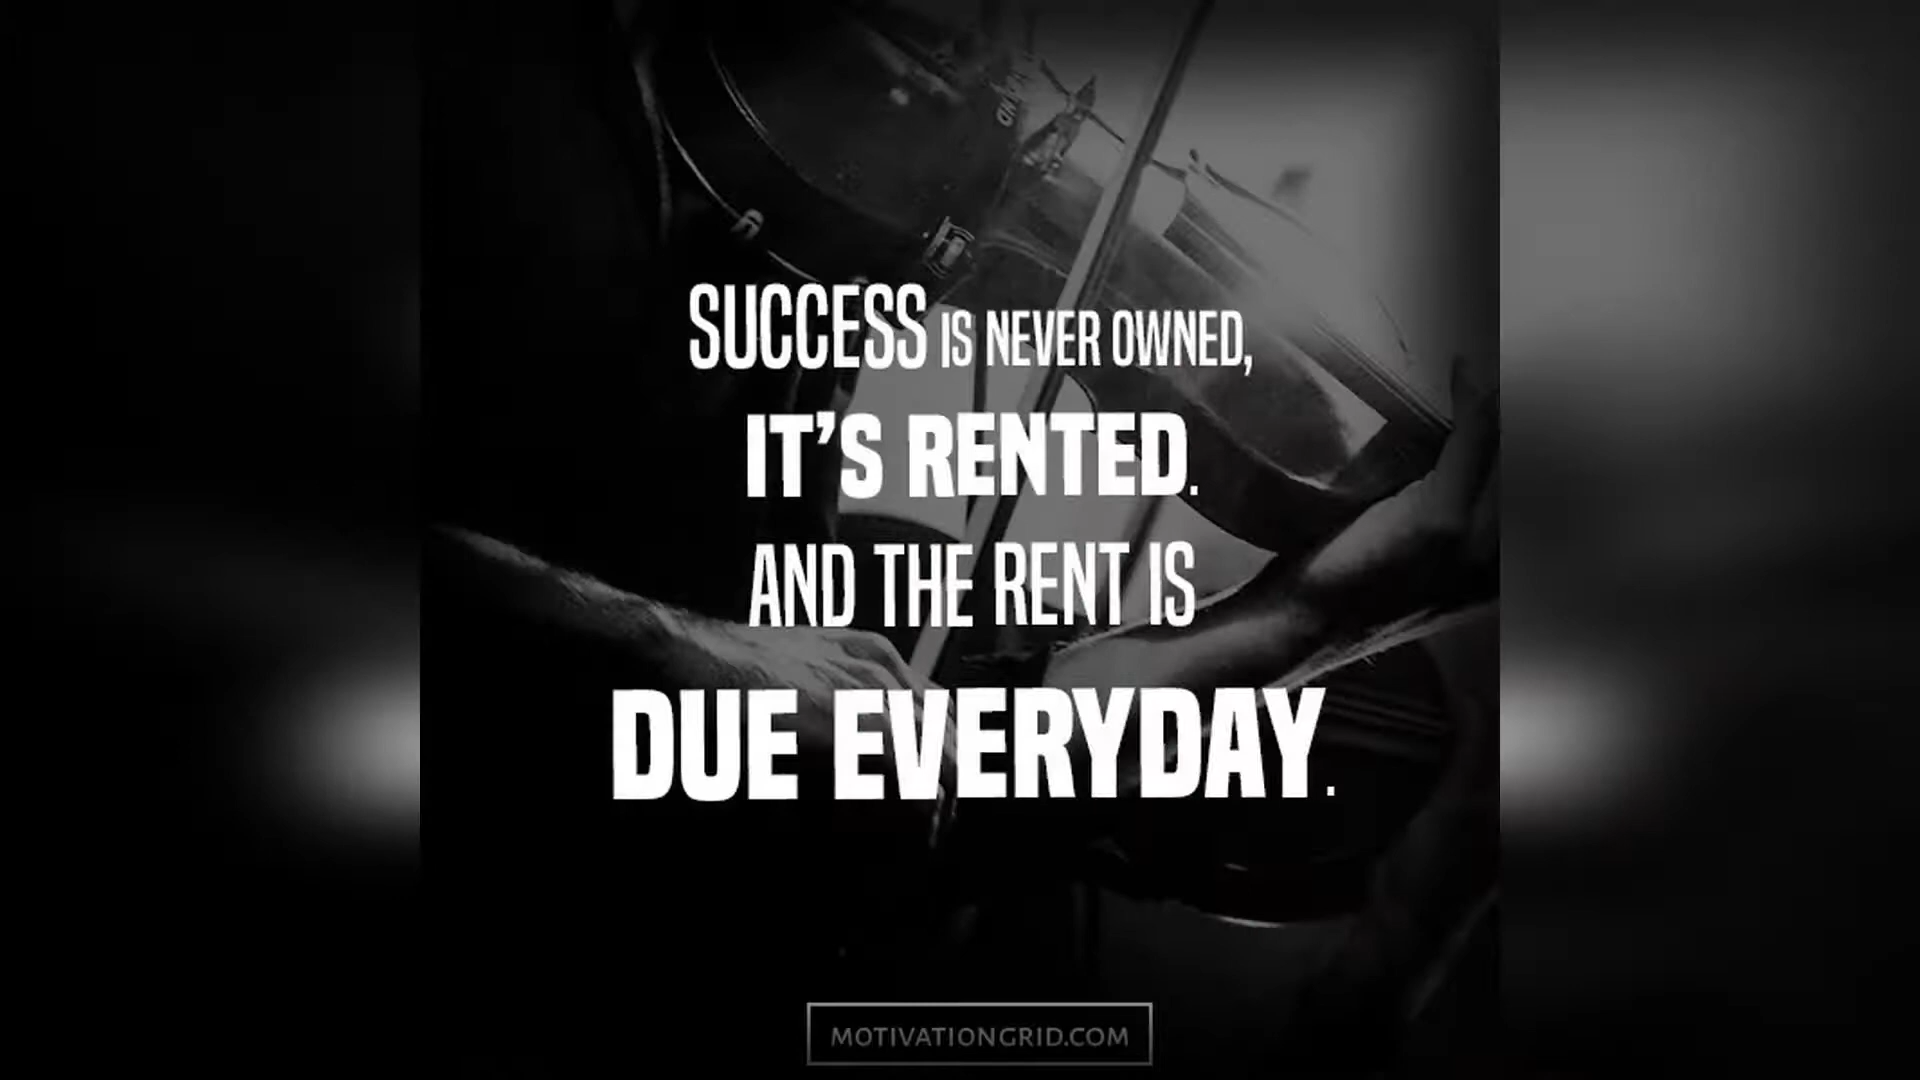 SUCCESS IS NEVER OWNED,
IT'S RENTED.
AND THE RENT IS
DUE EVERYDAY.
MOTIVATIONGRID.COM